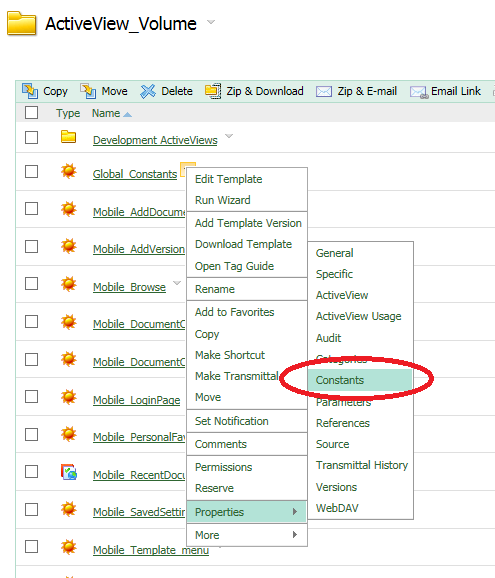 ActiveView_Volume
Copy Move Delete Zip & Download Zip & E-mail Email Link
Type Name
Development ActiveViews
Global_Constants
Mobile_AddDocume
Mobile_AddVersion
Mobile_Browse
Mobile_DocumentC
Mobile_DocumentC
Mobile_LoginPage
Mobile_PersonalFav
Mobile_RecentDocu
Mobile_SavedSettin
Mobile_Template_menu
Edit Template
Run Wizard
Add Template Version
Download Template
Open Tag Guide
Rename
Add to Favorites
Copy
Make Shortcut
Make Transmittal
Move
Set Notification
Comments
Permissions
Reserve
Properties
More
General
Specific
ActiveView
ActiveView Usage
Audit
Categories
Constants
Parameters
References
Source
Transmittal History
Versions
WebDAV